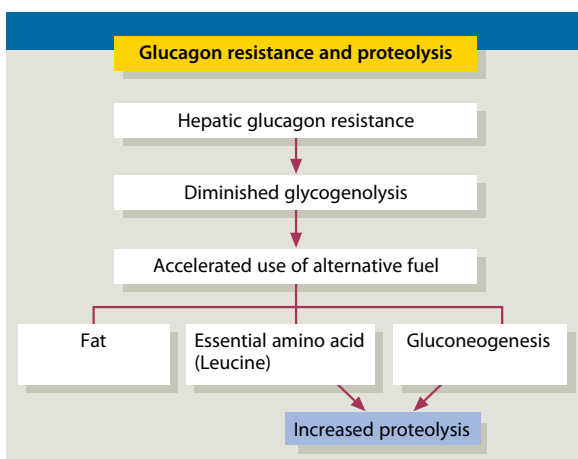 Glucagon resistance and proteolysis
Hepatic glucagon resistance
Diminished glycogenolysis
Accelerated use of alternative fuel
Fat
Essential amino acid
(Leucine)
Gluconeogenesis
Increased proteolysis